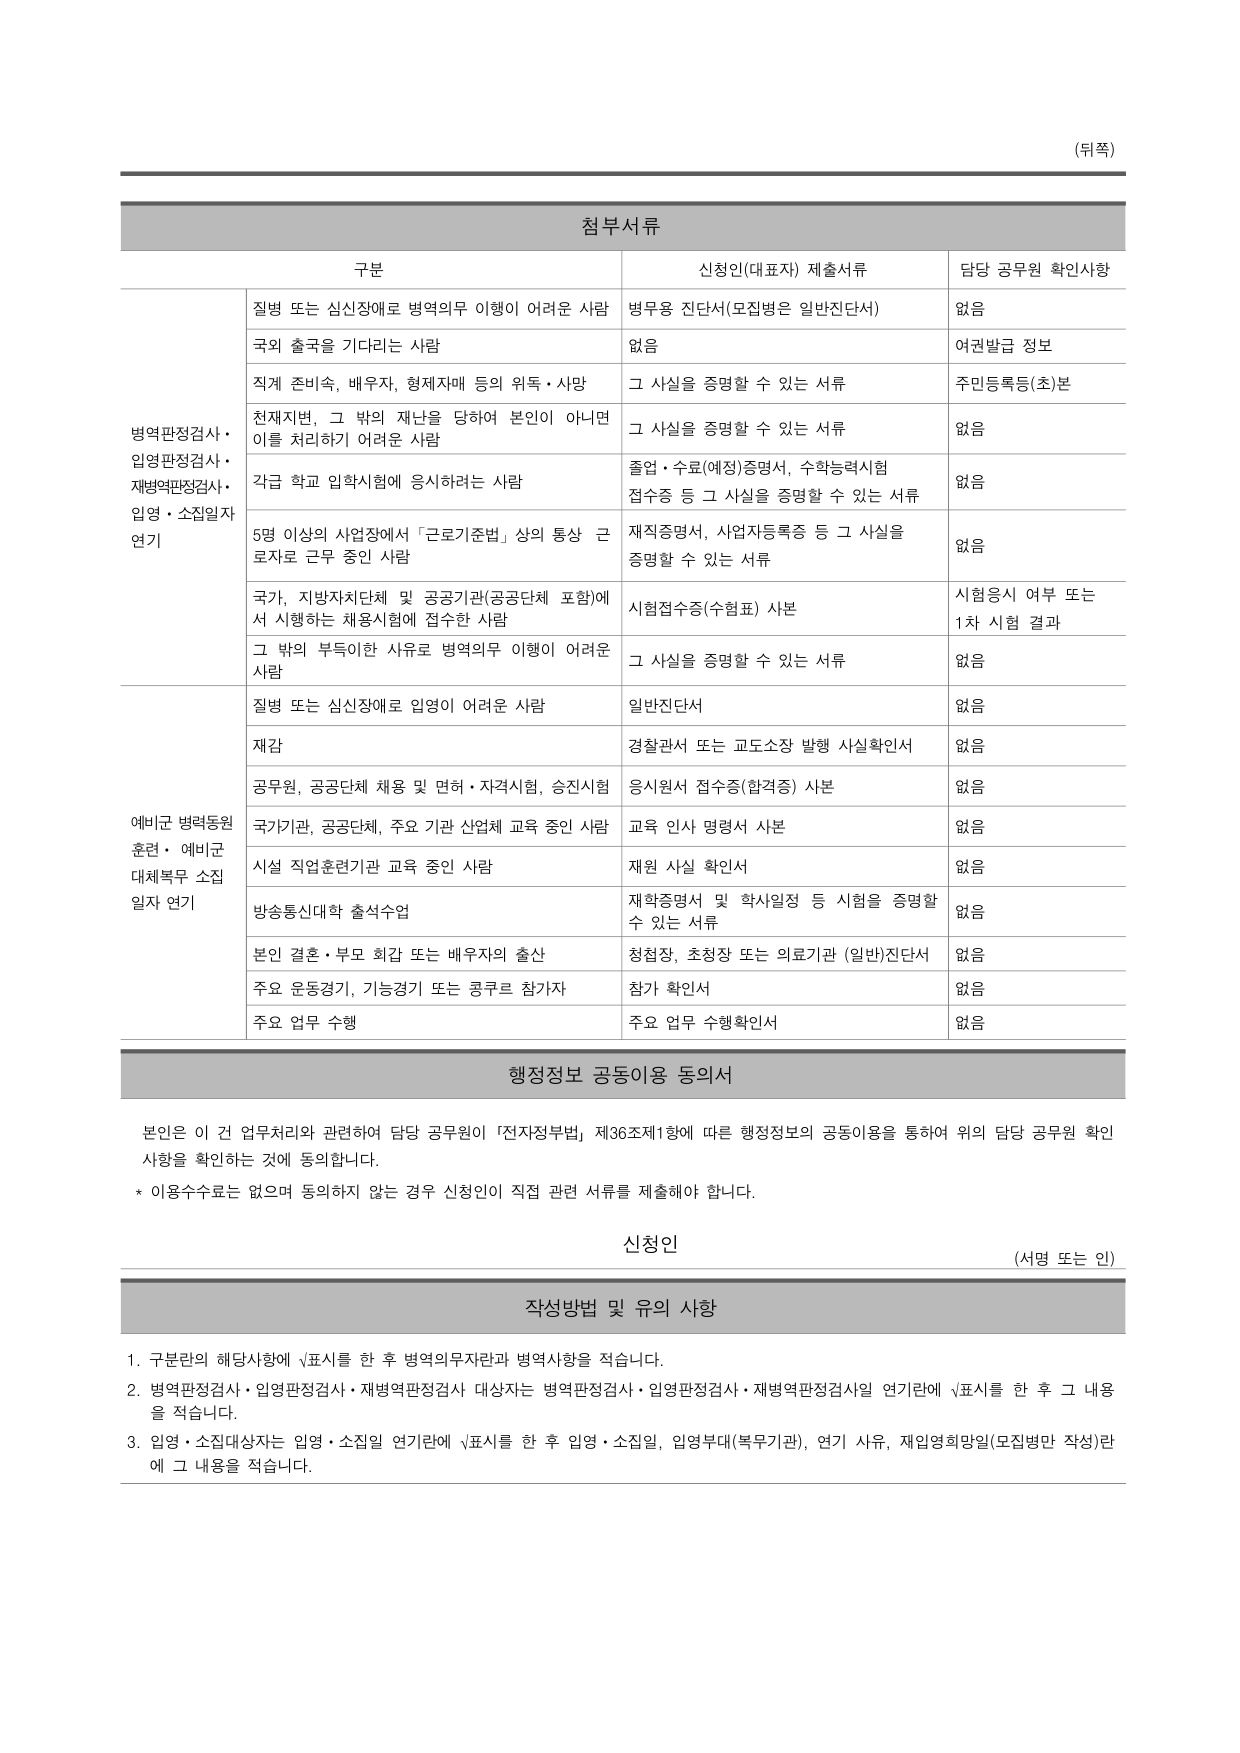 (뒤쪽)
첨부서류
구분 신청인(대표자) 제출서류 담당 공무원 확인사항
병역판정검사・
입영판정검사・
재병역판정검사・
입영・소집일자
연기
질병 또는 심신장애로 병역의무 이행이 어려운 사람 병무용 진단서(모집병은 일반진단서) 없음
국외 출국을 기다리는 사람 없음 여권발급 정보
직계 존비속, 배우자, 형제자매 등의 위독・사망 그 사실을 증명할 수 있는 서류 주민등록등(초)본
천재지변, 그 밖의 재난을 당하여 본인이 아니면
이를 처리하기 어려운 사람
그 사실을 증명할 수 있는 서류 없음
각급 학교 입학시험에 응시하려는 사람
졸업・수료(예정)증명서, 수학능력시험
접수증 등 그 사실을 증명할 수 있는 서류
없음
5명 이상의 사업장에서「근로기준법」상의 통상 근
로자로 근무 중인 사람
재직증명서, 사업자등록증 등 그 사실을
증명할 수 있는 서류
없음
국가, 지방자치단체 및 공공기관(공공단체 포함)에
서 시행하는 채용시험에 접수한 사람
시험접수증(수험표) 사본
시험응시 여부 또는
1차 시험 결과
그 밖의 부득이한 사유로 병역의무 이행이 어려운
사람
그 사실을 증명할 수 있는 서류 없음
예비군 병력동원
훈련・ 예비군
대체복무 소집
일자 연기
질병 또는 심신장애로 입영이 어려운 사람 일반진단서 없음
재감 경찰관서 또는 교도소장 발행 사실확인서 없음
공무원, 공공단체 채용 및 면허・자격시험, 승진시험 응시원서 접수증(합격증) 사본 없음
국가기관, 공공단체, 주요 기관 산업체 교육 중인 사람 교육 인사 명령서 사본 없음
시설 직업훈련기관 교육 중인 사람 재원 사실 확인서 없음
방송통신대학 출석수업
재학증명서 및 학사일정 등 시험을 증명할
수 있는 서류
없음
본인 결혼・부모 회갑 또는 배우자의 출산 청첩장, 초청장 또는 의료기관 (일반)진단서 없음
주요 운동경기, 기능경기 또는 콩쿠르 참가자 참가 확인서 없음
주요 업무 수행 주요 업무 수행확인서 없음
행정정보 공동이용 동의서
본인은 이 건 업무처리와 관련하여 담당 공무원이 「전자정부법」 제36조제1항에 따른 행정정보의 공동이용을 통하여 위의 담당 공무원 확인
사항을 확인하는 것에 동의합니다.
* 이용수수료는 없으며 동의하지 않는 경우 신청인이 직접 관련 서류를 제출해야 합니다.
신청인
(서명 또는 인)
작성방법 및 유의 사항
1. 구분란의 해당사항에 √표시를 한 후 병역의무자란과 병역사항을 적습니다.
2. 병역판정검사・입영판정검사・재병역판정검사 대상자는 병역판정검사・입영판정검사・재병역판정검사일 연기란에 √표시를 한 후 그 내용
을 적습니다.
3. 입영・소집대상자는 입영・소집일 연기란에 √표시를 한 후 입영・소집일, 입영부대(복무기관), 연기 사유, 재입영희망일(모집병만 작성)란
에 그 내용을 적습니다.